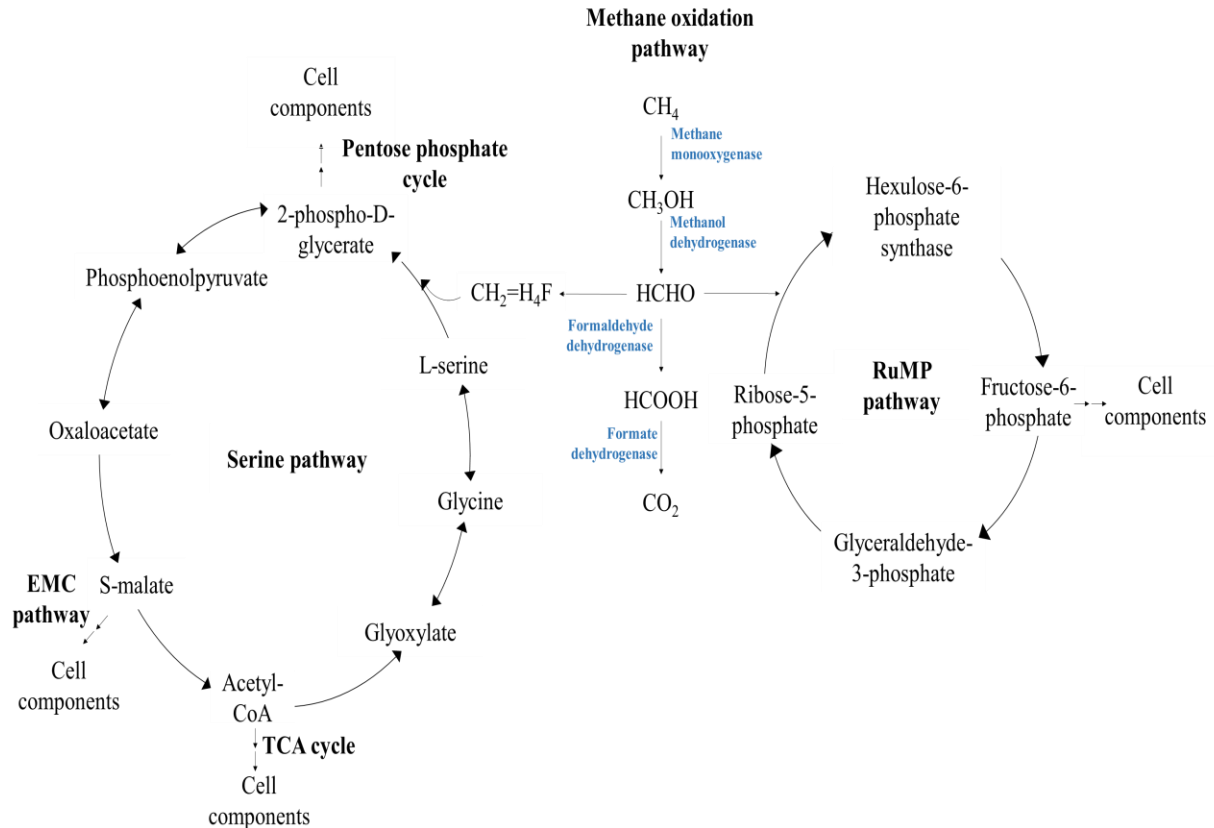 Methane oxidation
pathway
CH₄
Methane
monooxygenase
CH₃OH
Methanol
dehydrogenase
HCHO
CH₂=H₄F
Formaldehyde
dehydrogenase
HCOOH
Formate
dehydrogenase
CO₂
Cell
components
Pentose phosphate
cycle
2-phospho-D-
glycerate
Phosphoenolpyruvate
Oxaloacetate
S-malate
EMC
pathway
Cell
components
Acetyl-
CoA
TCA cycle
Cell
components
Glyoxylate
Glycine
L-serine
Serine pathway
Hexulose-6-
phosphate
synthase
Fructose-6-
phosphate
Cell
components
Glyceraldehyde-
3-phosphate
Ribose-5-
phosphate
RuMP
pathway